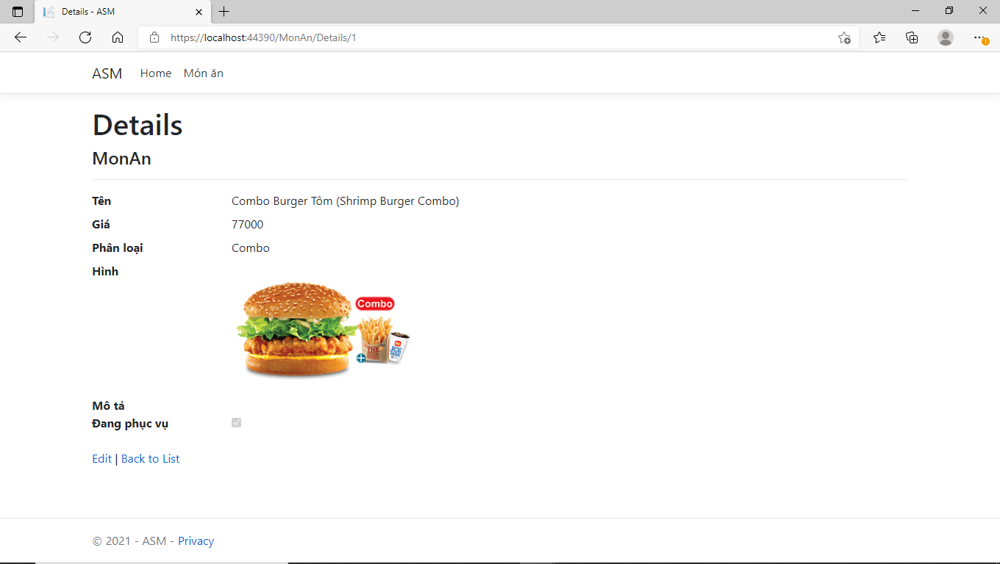 Details - ASM
https://localhost:44390/MonAn/Details/1
ASM Home Món ăn
Details
MonAn
Tên Combo Burger Tôm (Shrimp Burger Combo)
Giá 77000
Phân loại Combo
Hình
Combo
THE
Mô tả
Đang phục vụ
Edit | Back to List
© 2021 - ASM - Privacy